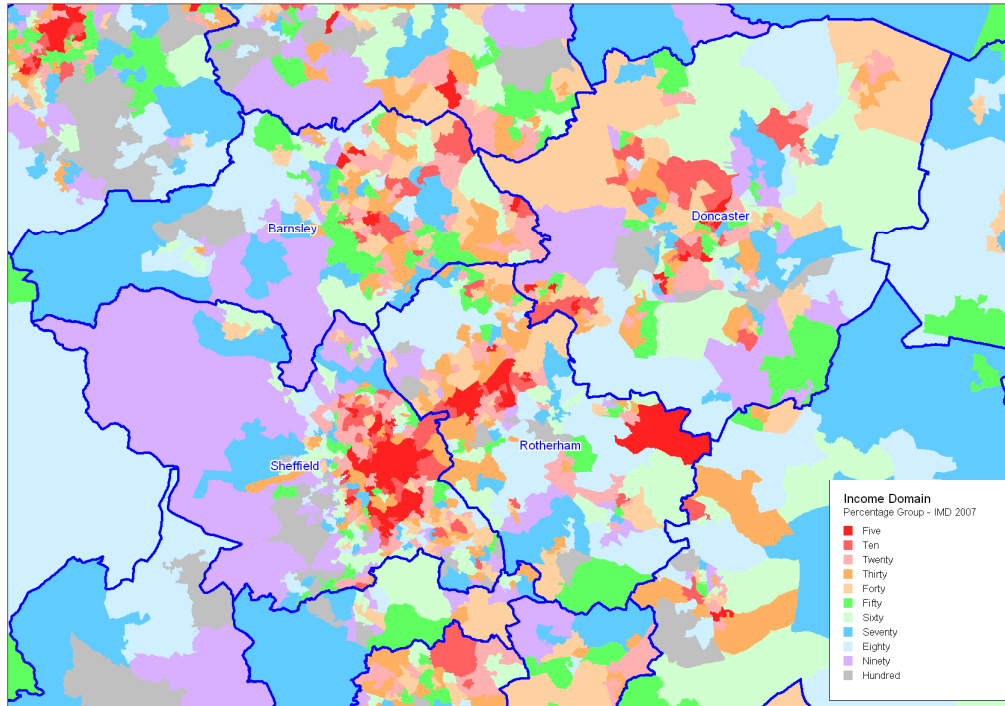 Barnsley
Doncaster
Sheffield
Rotherham
Income Domain
Percentage Group - IMD 2007
Five
Ten
Twenty
Thirty
Forty
Fifty
Sixty
Seventy
Eighty
Ninety
Hundred